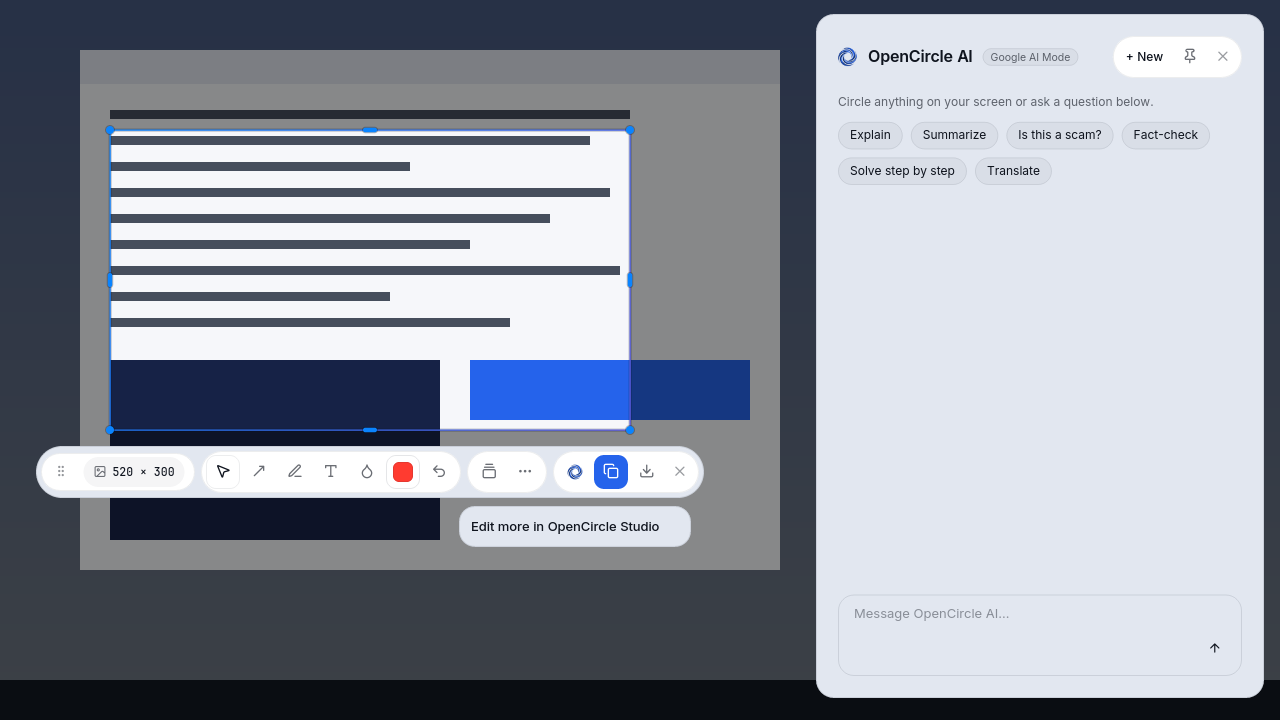 OpenCircle AI
Google AI Mode
+ New
Circle anything on your screen or ask a question below.
Explain
Summarize
Is this a scam?
Fact-check
Solve step by step
Translate
520 × 300
Edit more in OpenCircle Studio
Message OpenCircle AI...